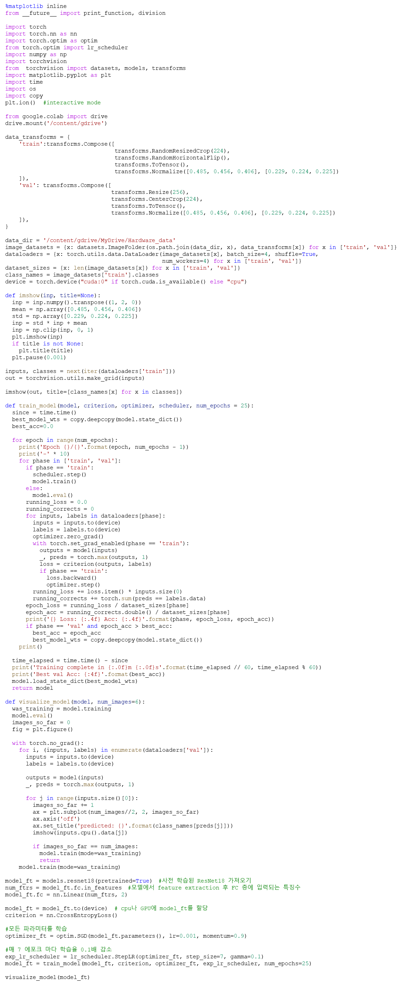 %matplotlib inline
from __future__ import print_function, division
import torch
import torch.nn as nn
import torch.optim as optim
from torch.optim import lr_scheduler
import numpy as np
import torchvision
from  torchvision import datasets, models, transforms
import matplotlib.pyplot as plt
import time
import os
import copy
plt.ion()  #interactive mode
from google.colab import drive
drive.mount('/content/gdrive')
data_transforms = {
    'train':transforms.Compose([
                                transforms.RandomResizedCrop(224),
                                transforms.RandomHorizontalFlip(),
                                transforms.ToTensor(),
                                transforms.Normalize([0.485, 0.456, 0.406], [0.229, 0.224, 0.225])
    ]),
    'val': transforms.Compose([
                               transforms.Resize(256),
                               transforms.CenterCrop(224),
                               transforms.ToTensor(),
                               transforms.Normalize([0.485, 0.456, 0.406], [0.229, 0.224, 0.225])
    ]),
}
data_dir = '/content/gdrive/MyDrive/Hardware_data'
image_datasets = {x: datasets.ImageFolder(os.path.join(data_dir, x), data_transforms[x]) for x in ['train', 'val']}
dataloaders = {x: torch.utils.data.DataLoader(image_datasets[x], batch_size=4, shuffle=True,
                                              num_workers=4) for x in ['train', 'val']}
dataset_sizes = {x: len(image_datasets[x]) for x in ['train', 'val']}
class_names = image_datasets['train'].classes
device = torch.device("cuda:0" if torch.cuda.is_available() else "cpu")
def imshow(inp, title=None):
  inp = inp.numpy().transpose((1, 2, 0))
  mean = np.array([0.485, 0.456, 0.406])
  std = np.array([0.229, 0.224, 0.225])
  inp = std * inp + mean
  inp = np.clip(inp, 0, 1)
  plt.imshow(inp)
  if title is not None:
    plt.title(title)
  plt.pause(0.001)
inputs, classes = next(iter(dataloaders['train']))
out = torchvision.utils.make_grid(inputs)
imshow(out, title=[class_names[x] for x in classes])
def train_model(model, criterion, optimizer, scheduler, num_epochs = 25):
  since = time.time()
  best_model_wts = copy.deepcopy(model.state_dict())
  best_acc=0.0
  for epoch in range(num_epochs):
    print('Epoch {}/{}'.format(epoch, num_epochs - 1))
    print('-' * 10)
    for phase in ['train', 'val']:
      if phase == 'train':
        scheduler.step()
        model.train()
      else:
        model.eval()
      running_loss = 0.0
      running_corrects = 0
      for inputs, labels in dataloaders[phase]:
        inputs = inputs.to(device)
        labels = labels.to(device)
        optimizer.zero_grad()
        with torch.set_grad_enabled(phase == 'train'):
          outputs = model(inputs)
          _, preds = torch.max(outputs, 1)
          loss = criterion(outputs, labels)
          if phase == 'train':
            loss.backward()
            optimizer.step()
        running_loss += loss.item() * inputs.size(0)
        running_corrects += torch.sum(preds == labels.data)
      epoch_loss = running_loss / dataset_sizes[phase]
      epoch_acc = running_corrects.double() / dataset_sizes[phase]
      print('{} Loss: {:.4f} Acc: {:.4f}'.format(phase, epoch_loss, epoch_acc))
      if phase == 'val' and epoch_acc > best_acc:
        best_acc = epoch_acc
        best_model_wts = copy.deepcopy(model.state_dict())
    print()
  time_elapsed = time.time() - since
  print('Training complete in {:.0f}m {:.0f}s'.format(time_elapsed // 60, time_elapsed % 60))
  print('Best val Acc: {:4f}'.format(best_acc))
  model.load_state_dict(best_model_wts)
  return model
def visualize_model(model, num_images=6):
  was_training = model.training
  model.eval()
  images_so_far = 0
  fig = plt.figure()
  with torch.no_grad():
    for i, (inputs, labels) in enumerate(dataloaders['val']):
      inputs = inputs.to(device)
      labels = labels.to(device)
      outputs = model(inputs)
      _, preds = torch.max(outputs, 1)
      for j in range(inputs.size()[0]):
        images_so_far += 1
        ax = plt.subplot(num_images//2, 2, images_so_far)
        ax.axis('off')
        ax.set_title('predicted: {}'.format(class_names[preds[j]]))
        imshow(inputs.cpu().data[j])
        if images_so_far == num_images:
          model.train(mode=was_training)
          return
    model.train(mode=was_training)
model_ft = models.resnet18(pretrained=True)  #사전 학습된 ResNet18 가져오기
num_ftrs = model_ft.fc.in_features  #모델에서 feature extraction 후 FC 층에 입력되는 특징수
model_ft.fc = nn.Linear(num_ftrs, 2)
model_ft = model_ft.to(device)  # cpu나 GPU에 model_ft를 할당
criterion = nn.CrossEntropyLoss()
#모든 파라미터를 학습
optimizer_ft = optim.SGD(model_ft.parameters(), lr=0.001, momentum=0.9)
#매 7 에포크 마다 학습율 0.1배 감소
exp_lr_scheduler = lr_scheduler.StepLR(optimizer_ft, step_size=7, gamma=0.1)
model_ft = train_model(model_ft, criterion, optimizer_ft, exp_lr_scheduler, num_epochs=25)
visualize_model(model_ft)